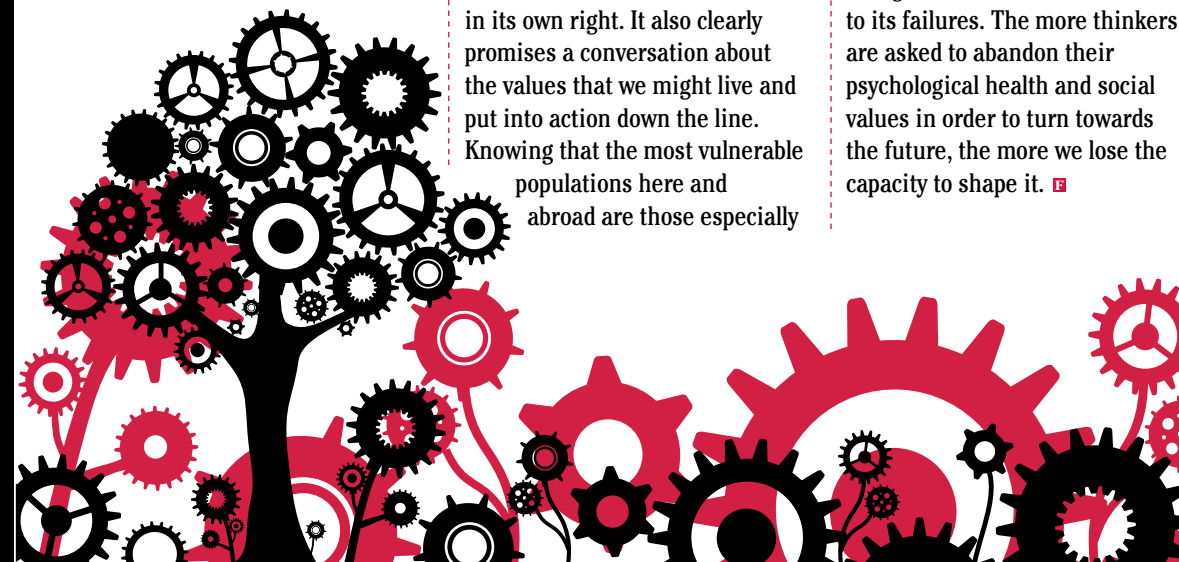 in its own right. It also clearly
promises a conversation about
the values that we might live and
put into action down the line.
Knowing that the most vulnerable
populations here and
abroad are those especially
to its failures. The more thinkers
are asked to abandon their
psychological health and social
values in order to turn towards
the future, the more we lose the
capacity to shape it. F